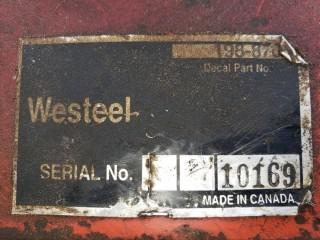 Decal Part No.
Westeel
SERIAL No. 10169
MADE IN CANADA